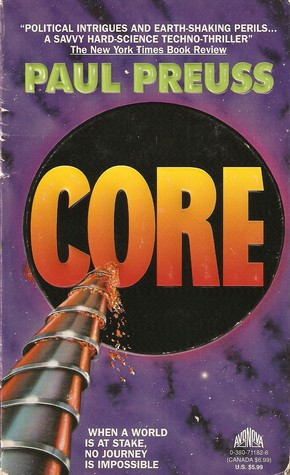 "POLITICAL INTRIGUES AND EARTH-SHAKING PERILS...
A SAVVY HARD-SCIENCE TECHNO-THRILLER"
The New York Times Book Review
PAUL PREUSS
CORE
WHEN A WORLD
IS AT STAKE,
NO JOURNEY
IS IMPOSSIBLE
AVONOVA
0-380-71182-6
(CANADA $6.99)
U.S. $5.99